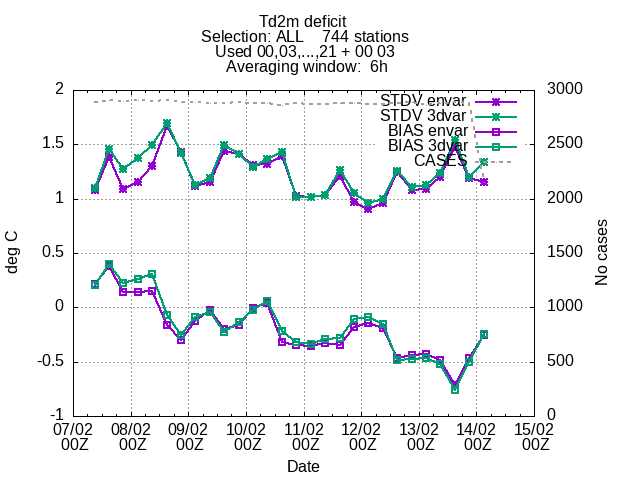 Td2m deficit
Selection: ALL    744 stations
Used 00,03,...,21 + 00 03
Averaging window:  6h
2
1.5
1
0.5
0
-0.5
-1
deg C
3000
2500
2000
1500
1000
500
0
No cases
STDV envar
STDV 3dvar
BIAS envar
BIAS 3dvar
CASES
07/02 08/02 09/02 10/02 11/02 12/02 13/02 14/02 15/02
00Z 00Z 00Z 00Z 00Z 00Z 00Z 00Z 00Z
Date